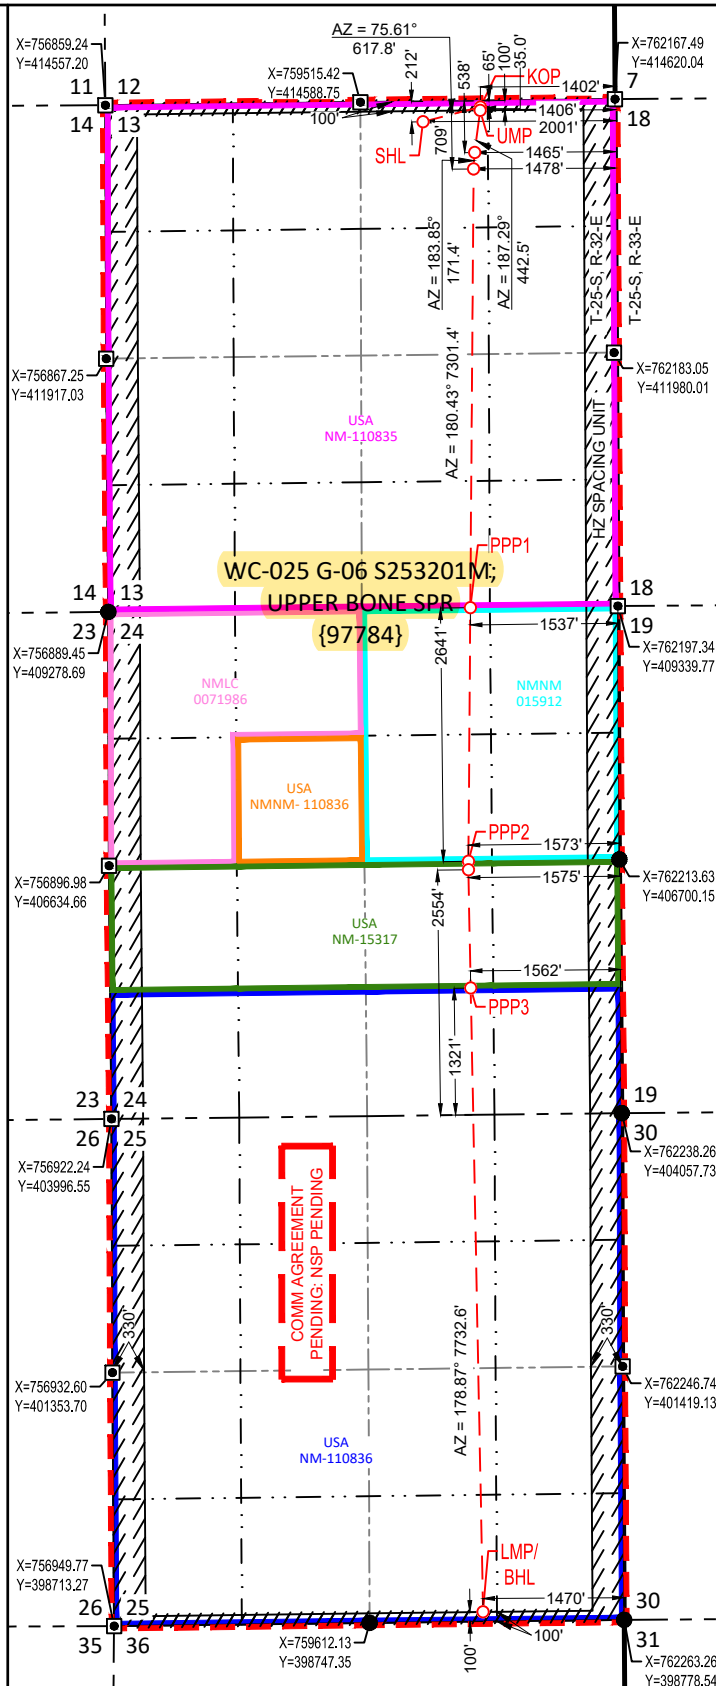 X=756859.24
Y=414557.20
AZ = 75.61°
617.8'
X=759515.42
Y=414588.75
212'
538'
65'
100'
35.0'
KOP
X=762167.49
Y=414620.04
11 12
14 13
7
18
100'
1402'
1406'
2001'
UMP
SHL
709'
1465'
1478'
AZ = 183.85°
171.4'
AZ = 187.29°
442.5'
T-25-S, R-32-E
T-25-S, R-33-E
X=756867.25
Y=411917.03
X=762183.05
Y=411980.01
AZ = 180.43° 7301.4'
USA
NM-110835
HZ SPACING UNIT
PPP1
WC-025 G-06 S253201M;
UPPER BONE SPR
{97784}
14 13
23 24
18
19
1537'
2641'
X=756889.45
Y=409278.69
X=762197.34
Y=409339.77
NMLC
0071986
NMNM
015912
USA
NMNM- 110836
PPP2
1573'
1575'
X=756896.98
Y=406634.66
X=762213.63
Y=406700.15
2554'
USA
NM-15317
1562'
PPP3
1321'
23 24
26 25
19
30
X=756922.24
Y=403996.55
X=762238.26
Y=404057.73
COMM AGREEMENT
PENDING: NSP PENDING
330'
330'
X=756932.60
Y=401353.70
X=762246.74
Y=401419.13
AZ = 178.87° 7732.6'
USA
NM-110836
LMP/
BHL
X=756949.77
Y=398713.27
1470'
26 25
35 36
30
31
X=759612.13
Y=398747.35
100'
100'
X=762263.26
Y=398778.54